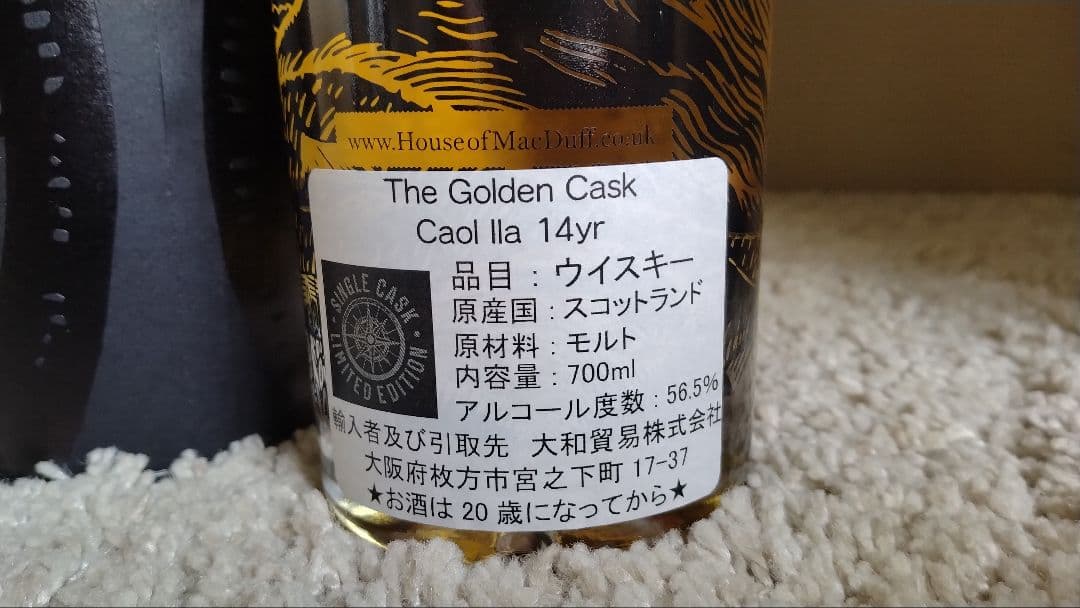 www.HouseofMacDuff.co.uk
The Golden Cask
Caol Ila 14yr
SINGLE CASK
LIMITED EDITION
品目：ウイスキー
原産国：スコットランド
原材料：モルト
内容量：700ml
アルコール度数：56.5%
輸入者及び引取先 大和貿易株式会社
大阪府枚方市宮之下町 17-37
★お酒は 20 歳になってから★